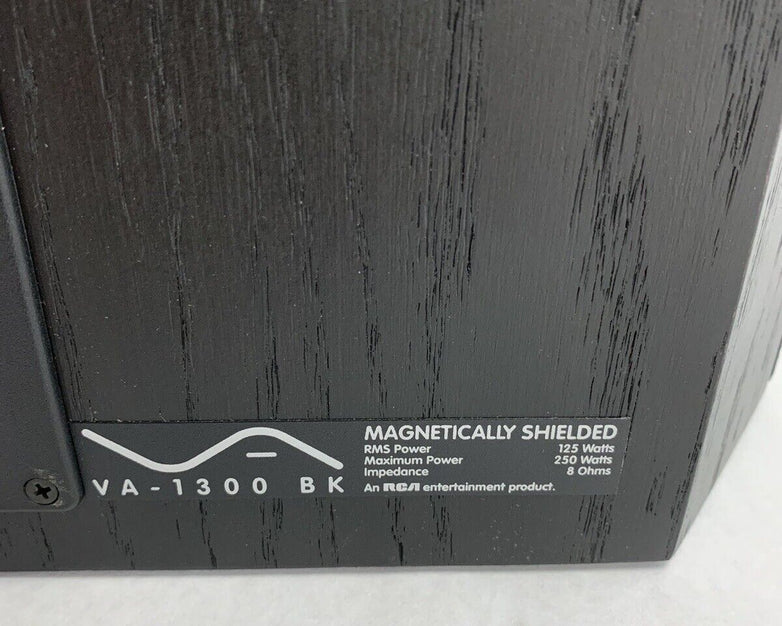 VA-1300 BK
MAGNETICALLY SHIELDED
RMS Power 125 Watts
Maximum Power 250 Watts
Impedance 8 Ohms
An RCA entertainment product.